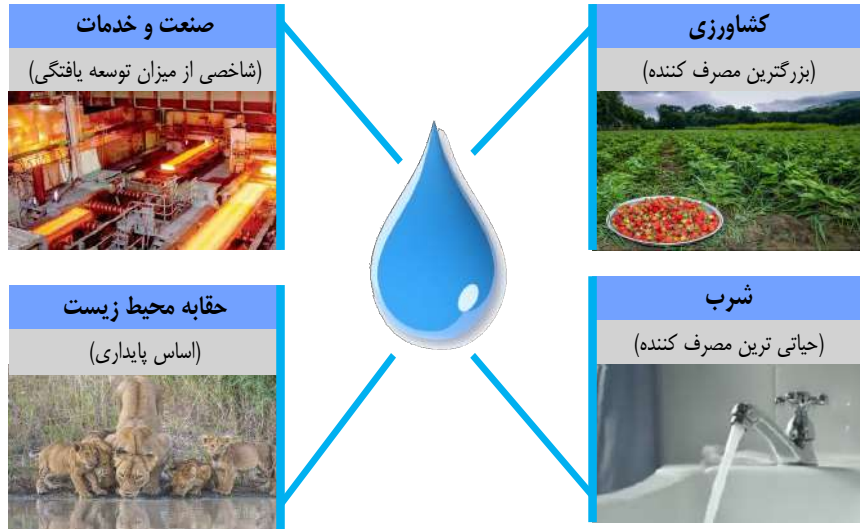 کشاورزی
(بزرگترین مصرف کننده)
صنعت و خدمات
(شاخصی از میزان توسعه یافتگی)
شرب
(حیاتی ترین مصرف کننده)
حقابه محیط زیست
(اساس پایداری)